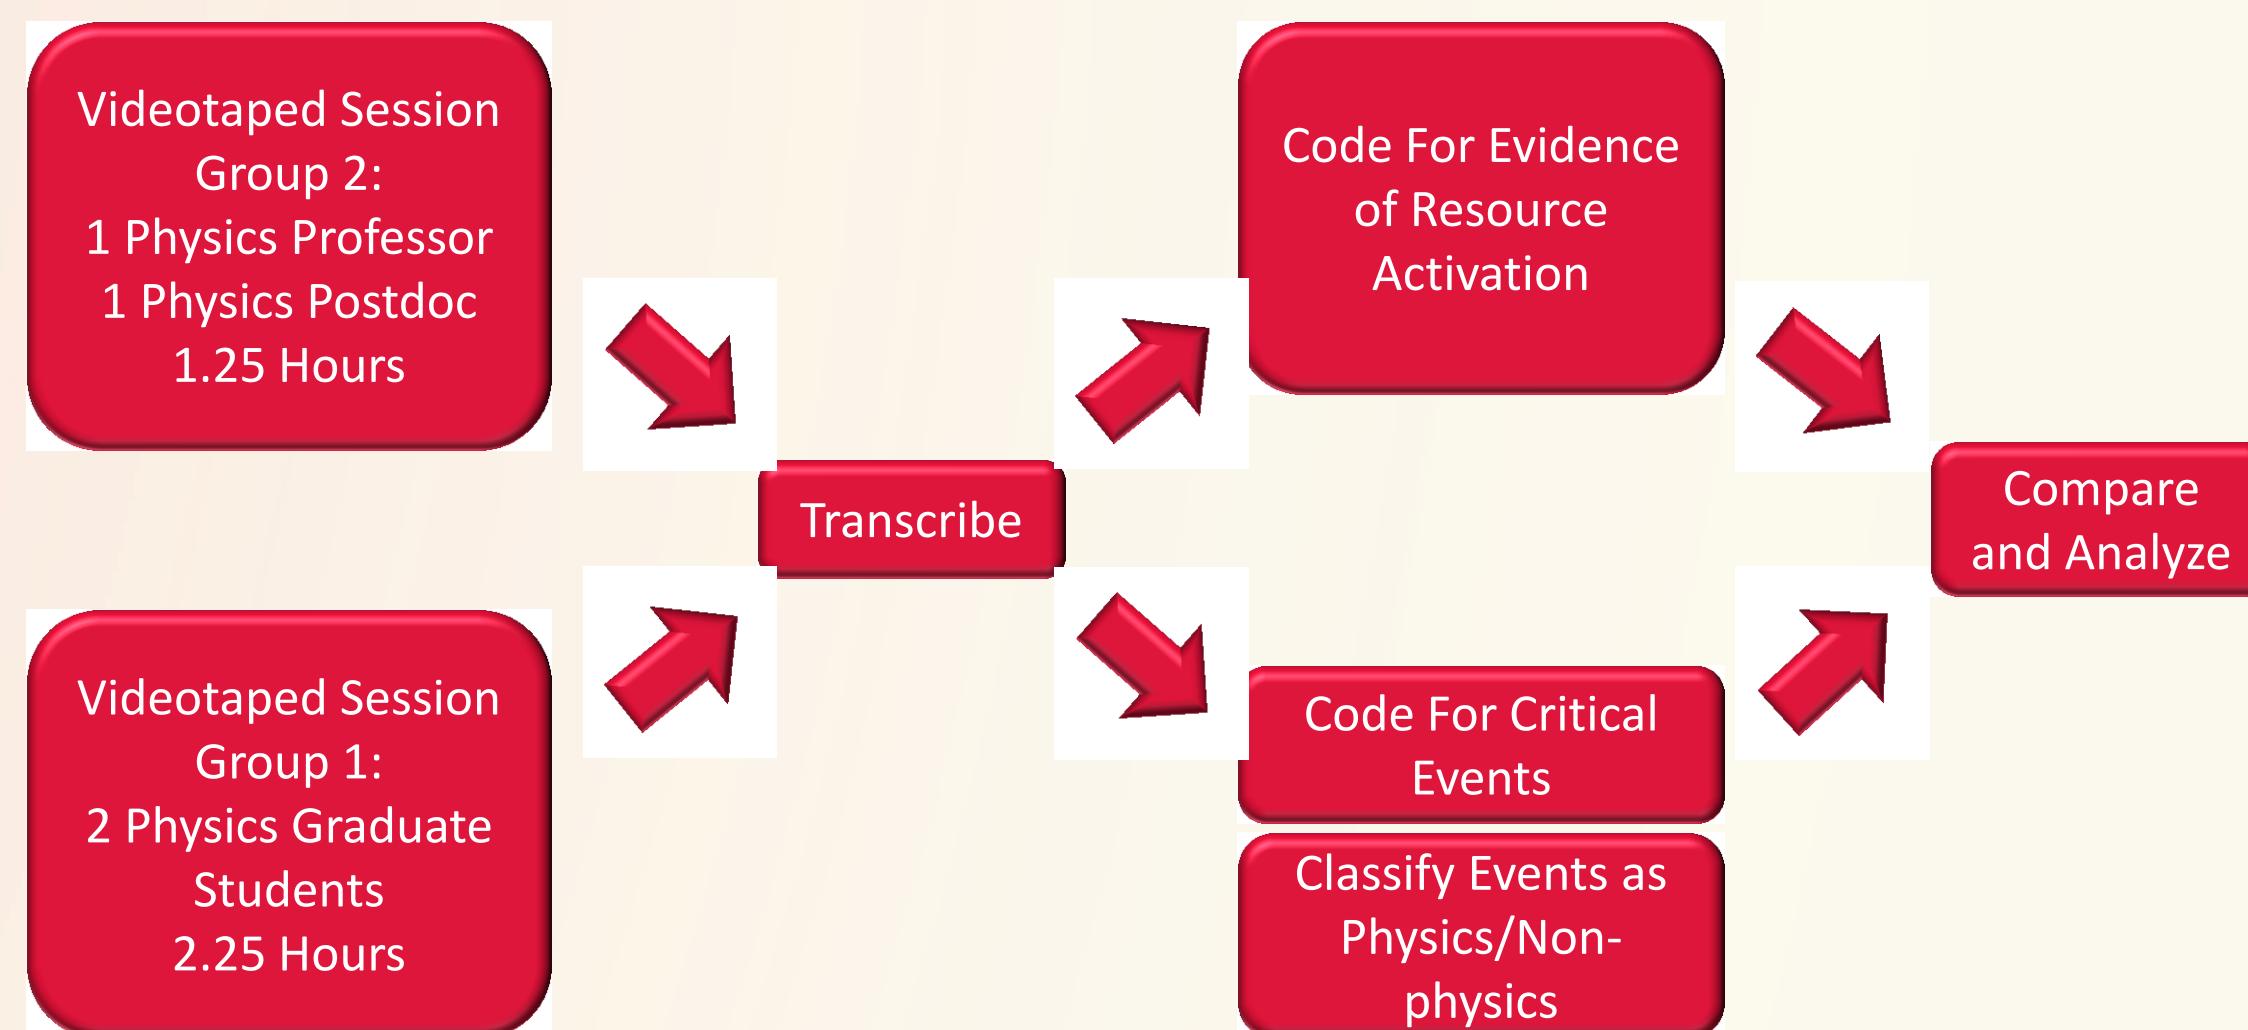 Videotaped Session
Group 2:
1 Physics Professor
1 Physics Postdoc
1.25 Hours
Videotaped Session
Group 1:
2 Physics Graduate
Students
2.25 Hours
Transcribe
Code For Evidence
of Resource
Activation
Code For Critical
Events
Classify Events as
Physics/Non-
physics
Compare
and Analyze